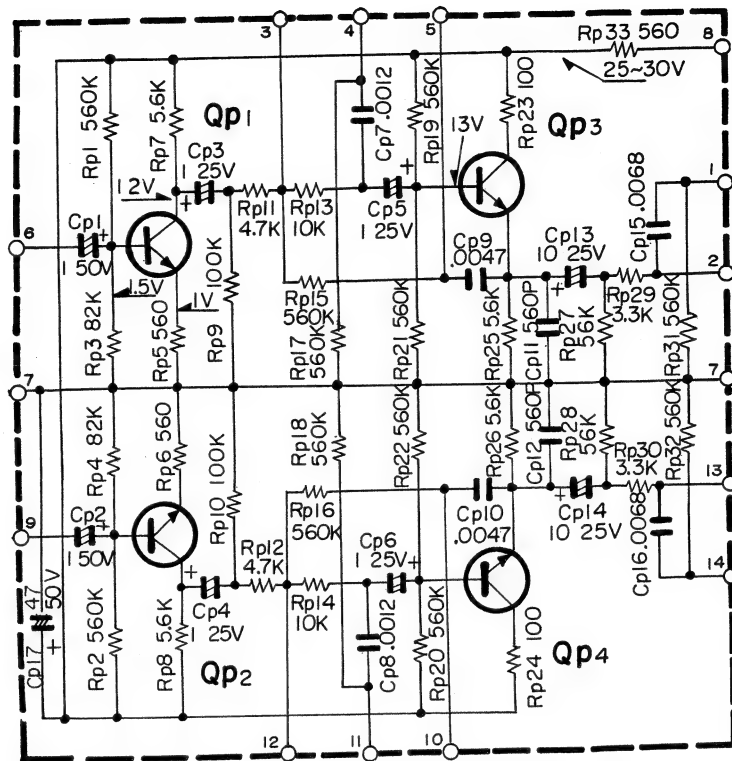 3
4
5
Rp33 560
8
25~30V
Rp1 560K
Rp7 5.6K
Qp1
Cp7.0012
Rp19 560K
Rp23 100
Qp3
13V
Cp3
1 25V
12V
1
Cp15.0068
Rp11
4.7K
Rp13
10K
Cp5
1 25V
6
Cp1
1 50V
100K
Rp9
Cp9
.0047
Cp13
10 25V
2
Rp29
3.3K
1.5V
1V
Rp3 82K
Rp5 560
Rp15
560K
Rp17
560K
Rp21 560K
Rp25 5.6K
Cp11 560P
Rp27
56K
Rp31 560K
7
7
Rp4 82K
Rp6 560
Rp10 100K
Rp18
560K
Rp22 560K
Rp26 5.6K
Cp12 560P
Rp28
56K
Rp30
3.3K
Rp32 560K
13
9
Cp2
1 50V
Rp16
560K
Cp10
.0047
Cp14
10 25V
Cp16.0068
Rp12
4.7K
Cp6
1 25V
Cp4
1 25V
Rp14
10K
14
Cp17
47
50V
Rp2 560K
Rp8 5.6K
Qp2
Cp8.0012
Rp20 560K
Rp24 100
Qp4
12
11
10